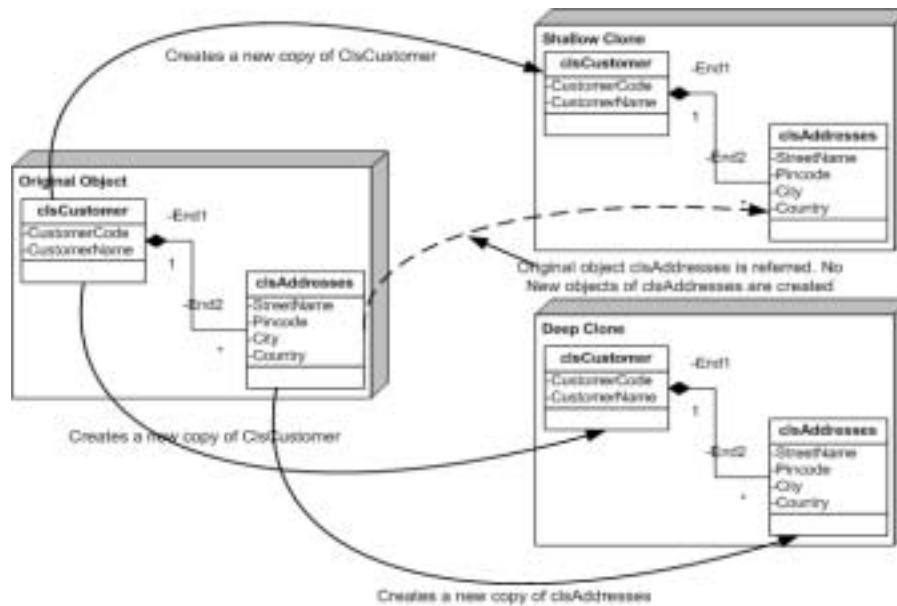 Creates a new copy of ClsCustomer
Shallow Clone
clsCustomer
-CustomerCode
-CustomerName
-End1
1
-End2
*
clsAddresses
-StreetName
-Pincode
-City
-Country
Original Object
clsCustomer
-CustomerCode
-CustomerName
-End1
1
-End2
*
clsAddresses
-StreetName
-Pincode
-City
-Country
Original object clsAddresses is referred. No
New objects of clsAddresses are created
Deep Clone
clsCustomer
-CustomerCode
-CustomerName
-End1
1
-End2
*
clsAddresses
-StreetName
-Pincode
-City
-Country
Creates a new copy of ClsCustomer
Creates a new copy of clsAddresses